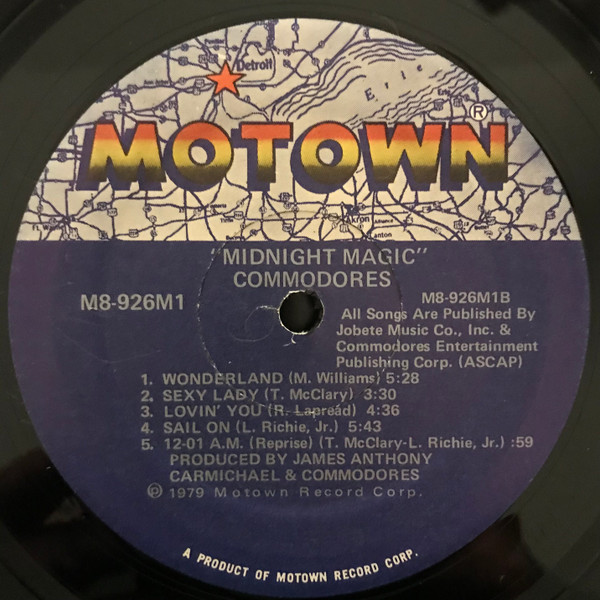 Detroit
Erie
MOTOWN®
Akron
"MIDNIGHT MAGIC"
COMMODORES
M8-926M1
M8-926M1B
All Songs Are Published By
Jobete Music Co., Inc. &
Commodores Entertainment
Publishing Corp. (ASCAP)
1. WONDERLAND (M. Williams) 5:28
2. SEXY LADY (T. McClary) 3:30
3. LOVIN' YOU (R. Lapread) 4:36
4. SAIL ON (L. Richie, Jr.) 5:43
5. 12-01 A.M. (Reprise) (T. McClary-L. Richie, Jr.) :59
PRODUCED BY JAMES ANTHONY
CARMICHAEL & COMMODORES
℗ 1979 Motown Record Corp.
A PRODUCT OF MOTOWN RECORD CORP.